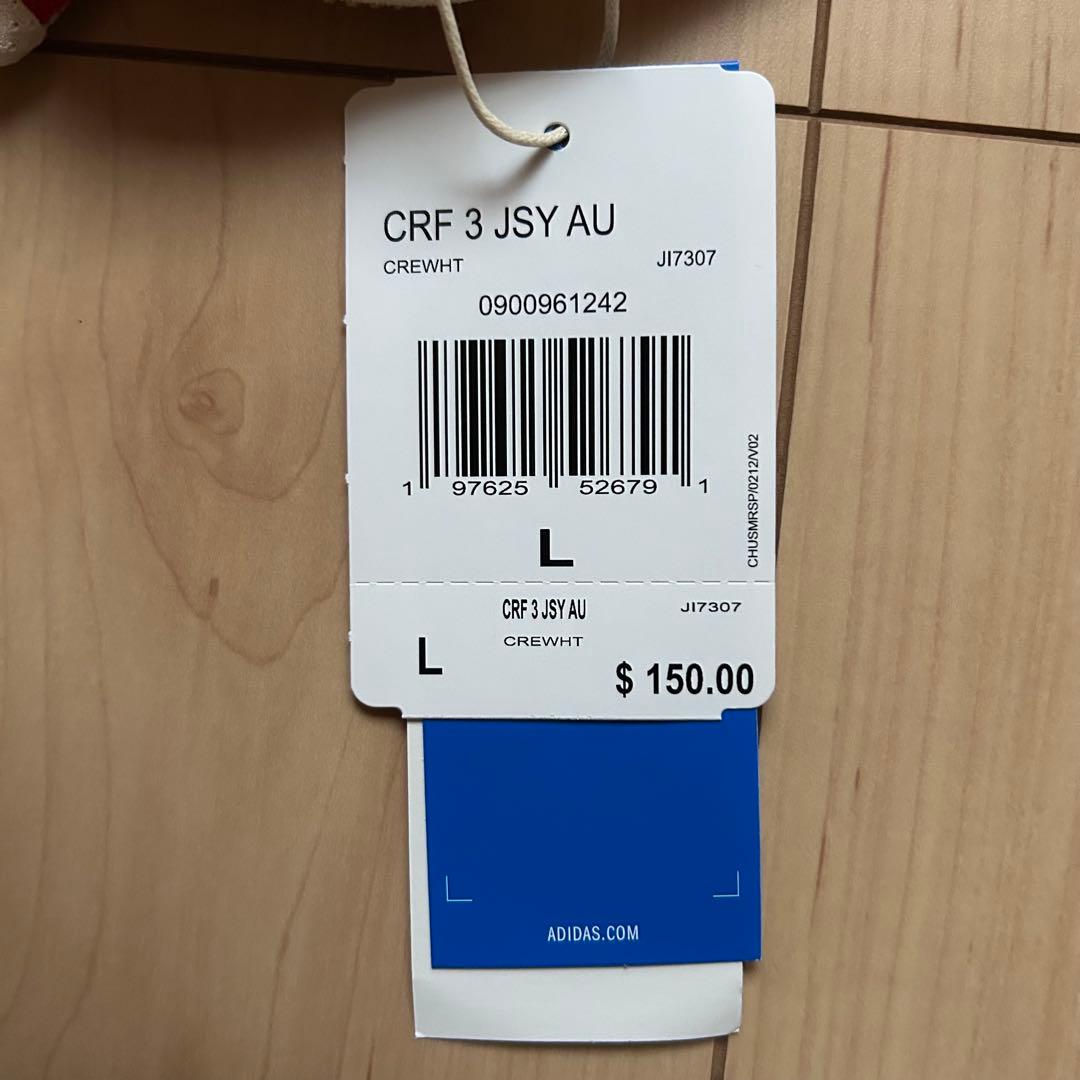 CRF 3 JSY AU
CREWHT JI7307
0900961242
1 97625 52679 1
CHUSMRSP/0212/V02
L
CRF 3 JSY AU JI7307
CREWHT
L
$ 150.00
ADIDAS.COM